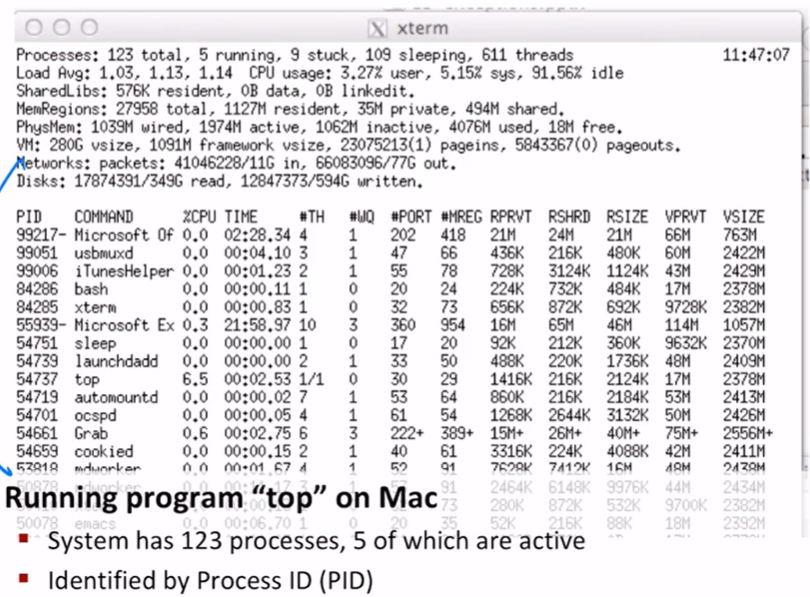 xterm
Processes: 123 total, 5 running, 9 stuck, 109 sleeping, 611 threads 11:47:07
Load Avg: 1.03, 1.13, 1.14 CPU usage: 3.27% user, 5.15% sys, 91.56% idle
SharedLibs: 576K resident, 0B data, 0B linkedit.
MemRegions: 27958 total, 1127M resident, 35M private, 494M shared.
PhysMem: 1039M wired, 1974M active, 1062M inactive, 4076M used, 18M free.
VM: 280G vsize, 1091M framework vsize, 23075213(1) pageins, 5843367(0) pageouts.
Networks: packets: 41046228/11G in, 66083096/77G out.
Disks: 17874391/349G read, 12847373/594G written.
PID COMMAND %CPU TIME #TH #WQ #PORT #MREG RPRVT RSHRD RSIZE VPRVT VSIZE
99217- Microsoft Of 0.0 02:28.34 4 1 202 418 21M 24M 21M 66M 763M
99051 usbmuxd 0.0 00:04.10 3 1 47 66 436K 216K 480K 60M 2422M
99006 iTunesHelper 0.0 00:01.23 2 1 55 78 728K 3124K 1124K 43M 2429M
84286 bash 0.0 00:00.11 1 0 20 24 224K 732K 484K 17M 2378M
84285 xterm 0.0 00:00.83 1 0 32 73 656K 872K 692K 9728K 2382M
55939- Microsoft Ex 0.3 21:58.97 10 3 360 954 16M 65M 46M 114M 1057M
54751 sleep 0.0 00:00.00 1 0 17 20 92K 212K 360K 9632K 2370M
54739 launchdadd 0.0 00:00.00 2 1 33 50 488K 220K 1736K 48M 2409M
54737 top 6.5 00:02.53 1/1 0 30 29 1416K 216K 2124K 17M 2378M
54719 automountd 0.0 00:00.02 7 1 53 64 860K 216K 2184K 53M 2413M
54701 ocspd 0.0 00:00.05 4 1 61 54 1268K 2644K 3132K 50M 2426M
54661 Grab 0.6 00:02.75 6 3 222+ 389+ 15M+ 26M+ 40M+ 75M+ 2556M+
54659 cookied 0.0 00:00.15 2 1 40 61 3316K 224K 4088K 42M 2411M
53818 mdworker 0.0 00:01.67 4 1 52 91 7628K 7412K 16M 48M 2438M
50878 mdworker 91 2464K 6148K 9976K 44M 2434M
73 280K 872K 532K 9700K 2382M
50078 emacs 0.0 00:06.70 1 0 20 35 52K 216K 88K 18M 2392M
Running program “top” on Mac
System has 123 processes, 5 of which are active
Identified by Process ID (PID)